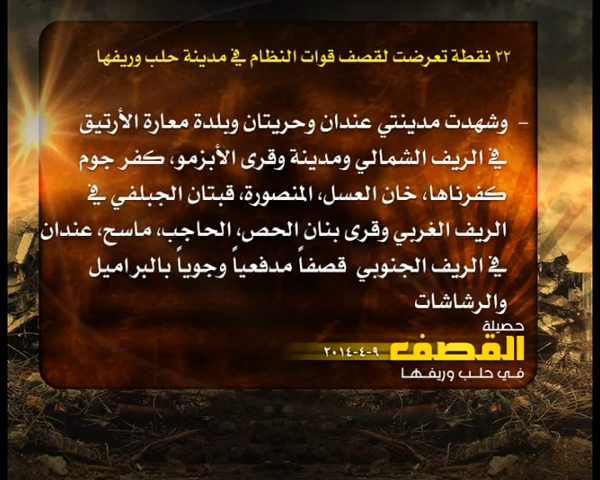 ٢٢ نقطة تعرضت لقصف قوات النظام في مدينة حلب وريفها
- وشهدت مدينتي عندان وحريتان وبلدة معارة الأرتيق
في الريف الشمالي ومدينة وقرى الأبزمو، كفر جوم
كفرناها، خان العسل، المنصورة، قبتان الجبلفي في
الريف الغربي وقرى بنان الحص، الحاجب، ماسح، عندان
في الريف الجنوبي قصفاً مدفعياً وجوياً بالبراميل
والرشاشات
حصيلة
القصف ٩-٤-٢٠١٤
في حلب وريفها